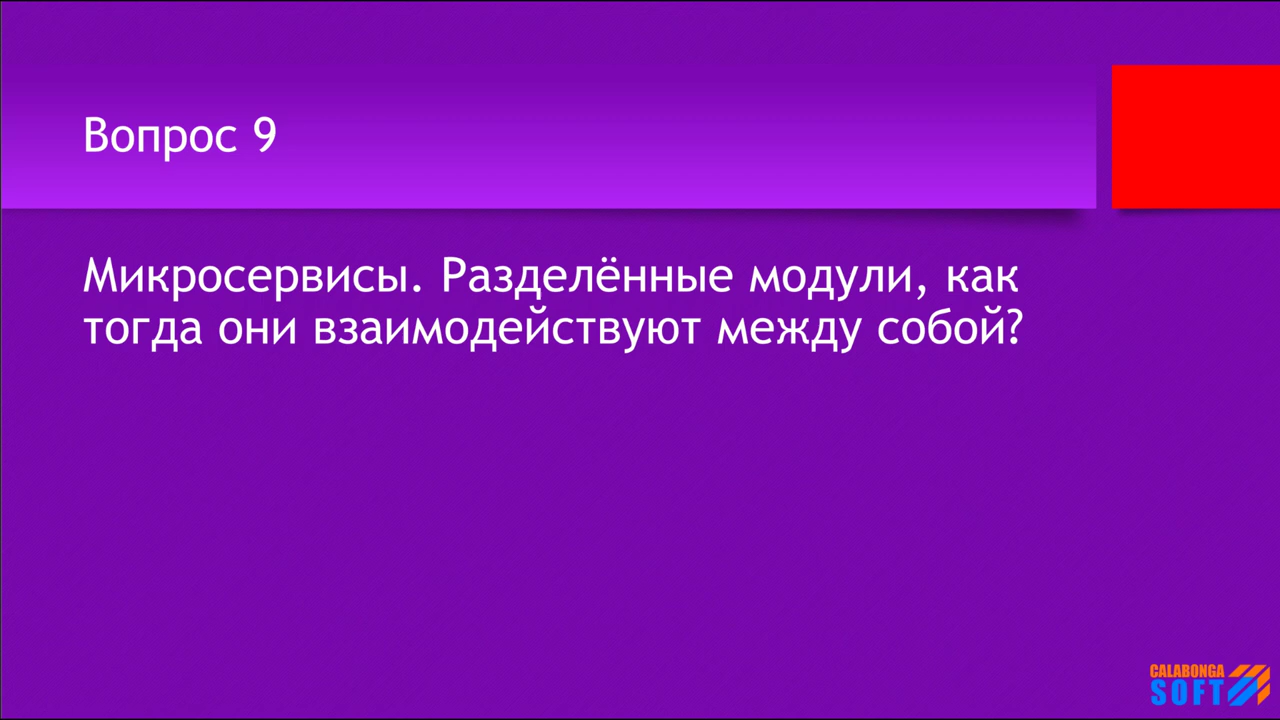 Вопрос 9
Микросервисы. Разделённые модули, как
тогда они взаимодействуют между собой?
CALABONGA
SOFT